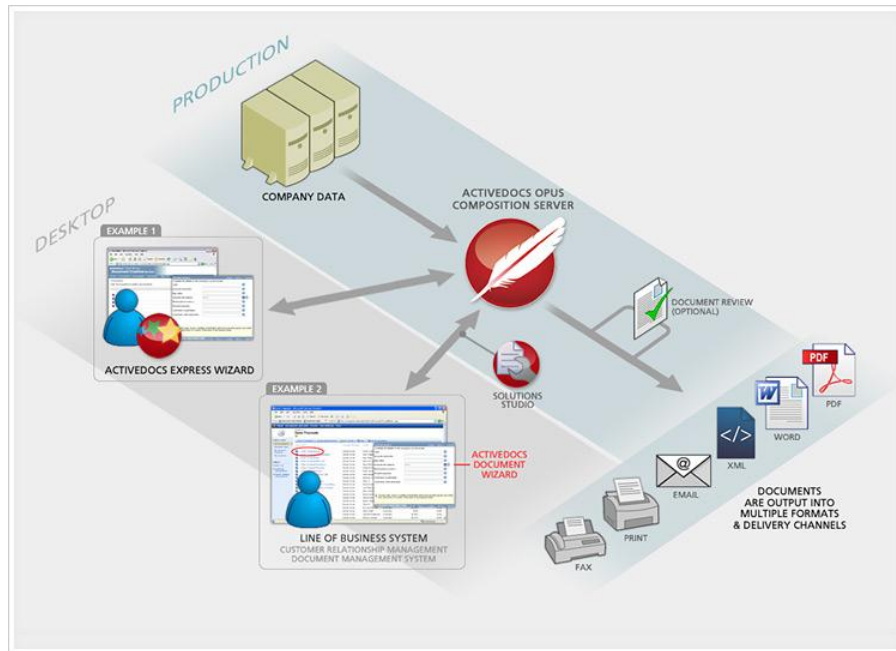 PRODUCTION
COMPANY DATA
ACTIVEDOCS OPUS
COMPOSITION SERVER
DESKTOP
EXAMPLE 1
ACTIVEDOCS EXPRESS WIZARD
DOCUMENT REVIEW
(OPTIONAL)
SOLUTIONS
STUDIO
EXAMPLE 2
ACTIVEDOCS
DOCUMENT
WIZARD
LINE OF BUSINESS SYSTEM
CUSTOMER RELATIONSHIP MANAGEMENT
DOCUMENT MANAGEMENT SYSTEM
PDF
PDF
W
WORD
</>
XML
@
EMAIL
PRINT
FAX
DOCUMENTS
ARE OUTPUT INTO
MULTIPLE FORMATS
& DELIVERY CHANNELS